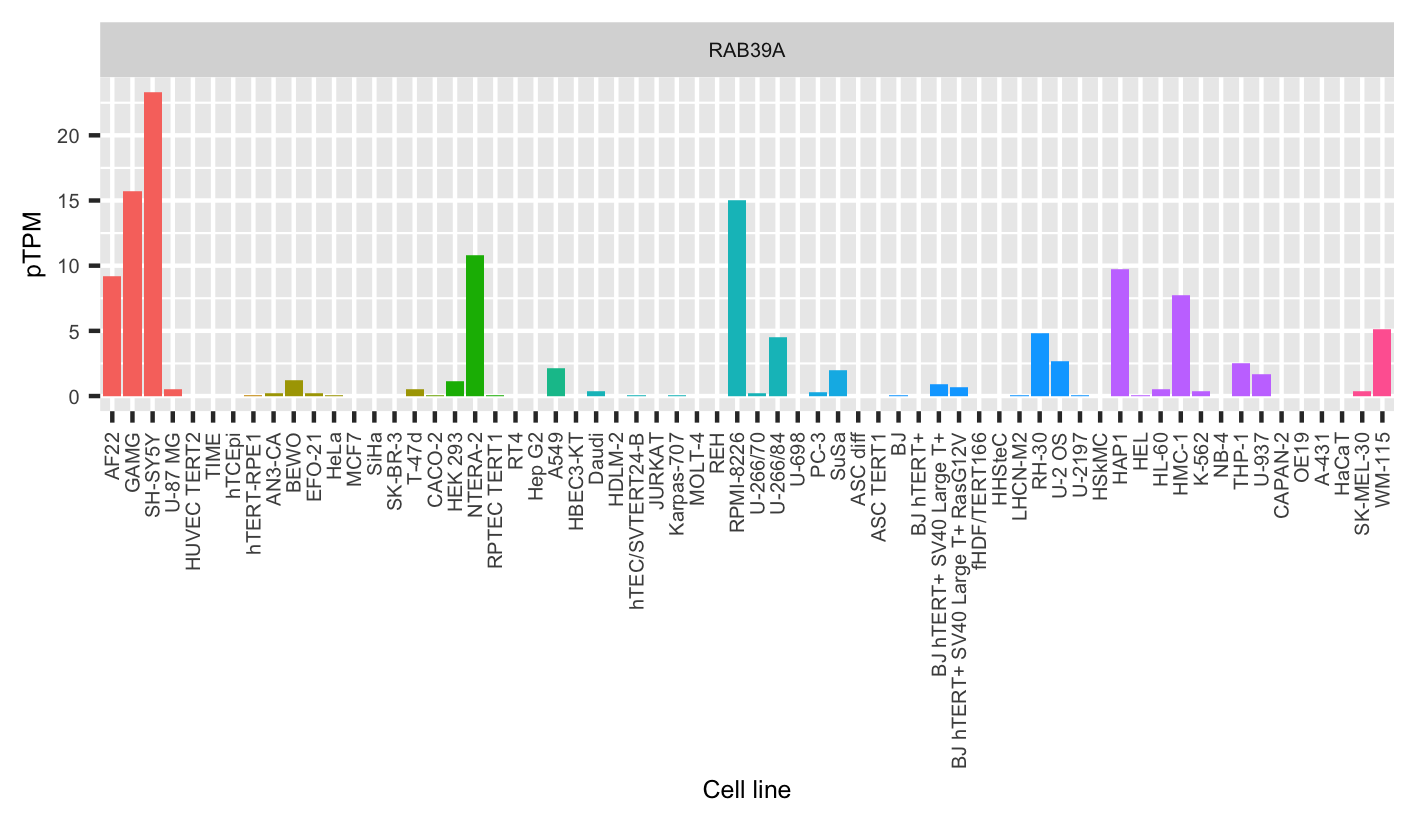 RAB39A
pTPM
20
15
10
5
0
AF22
GAMG
SH-SY5Y
U-87 MG
HUVEC TERT2
TIME
hTCEpi
hTERT-RPE1
AN3-CA
BEWO
EFO-21
HeLa
MCF7
SiHa
SK-BR-3
T-47d
CACO-2
HEK 293
NTERA-2
RPTEC TERT1
RT4
Hep G2
A549
HBEC3-KT
Daudi
HDLM-2
hTEC/SVTERT24-B
JURKAT
Karpas-707
MOLT-4
REH
RPMI-8226
U-266/70
U-266/84
U-698
PC-3
SuSa
ASC diff
ASC TERT1
BJ
BJ hTERT+
BJ hTERT+ SV40 Large T+
BJ hTERT+ SV40 Large T+ RasG12V
fHDF/TERT166
HHSteC
LHCN-M2
RH-30
U-2 OS
U-2197
HSkMC
HAP1
HEL
HL-60
HMC-1
K-562
NB-4
THP-1
U-937
CAPAN-2
OE19
A-431
HaCaT
SK-MEL-30
WM-115
Cell line